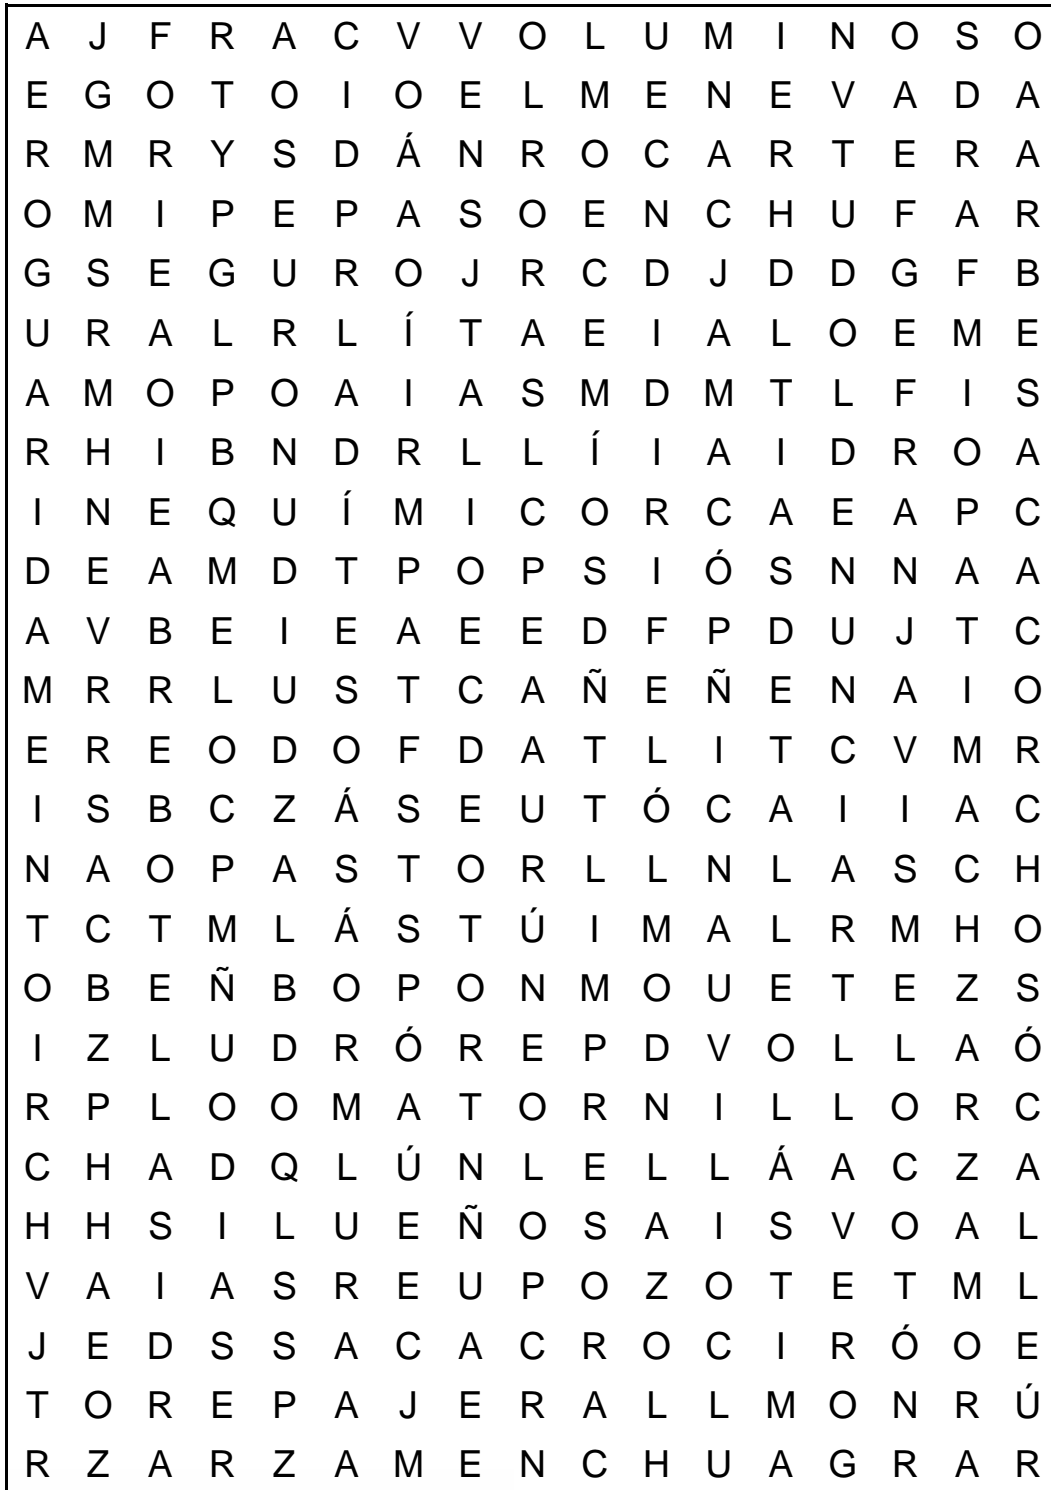 A J F R A C V V O L U M I N O S O
E G O T O I O E L M E N E V A D A
R M R Y S D Á N R O C A R T E R A
O M I P E P A S O E N C H U F A R
G S E G U R O J R C D J D D G F B
U R A L R L Í T A E I A L O E M E
A M O P O A I A S M D M T L F I S
R H I B N D R L L Í I A I D R O A
I N E Q U Í M I C O R C A E A P C
D E A M D T P O P S I Ó S N N A A
A V B E I E A E E D F P D U J T C
M R R L U S T C A Ñ E Ñ E N A I O
E R E O D O F D A T L I T C V M R
I S B C Z Á S E U T Ó C A I I A C
N A O P A S T O R L L N L A S C H
T C T M L Á S T Ú I M A L R M H O
O B E Ñ B O P O N M O U E T E Z S
I Z L U D R Ó R E P D V O L L A Ó
R P L O O M A T O R N I L L O R C
C H A D Q L Ú N L E L L Á A C Z A
H H S I L U E Ñ O S A I S V O A L
V A I A S R E U P O Z O T E T M L
J E D S S A C A C R O C I R Ó O E
T O R E P A J E R A L L M O N R Ú
R Z A R Z A M E N C H U A G R A R